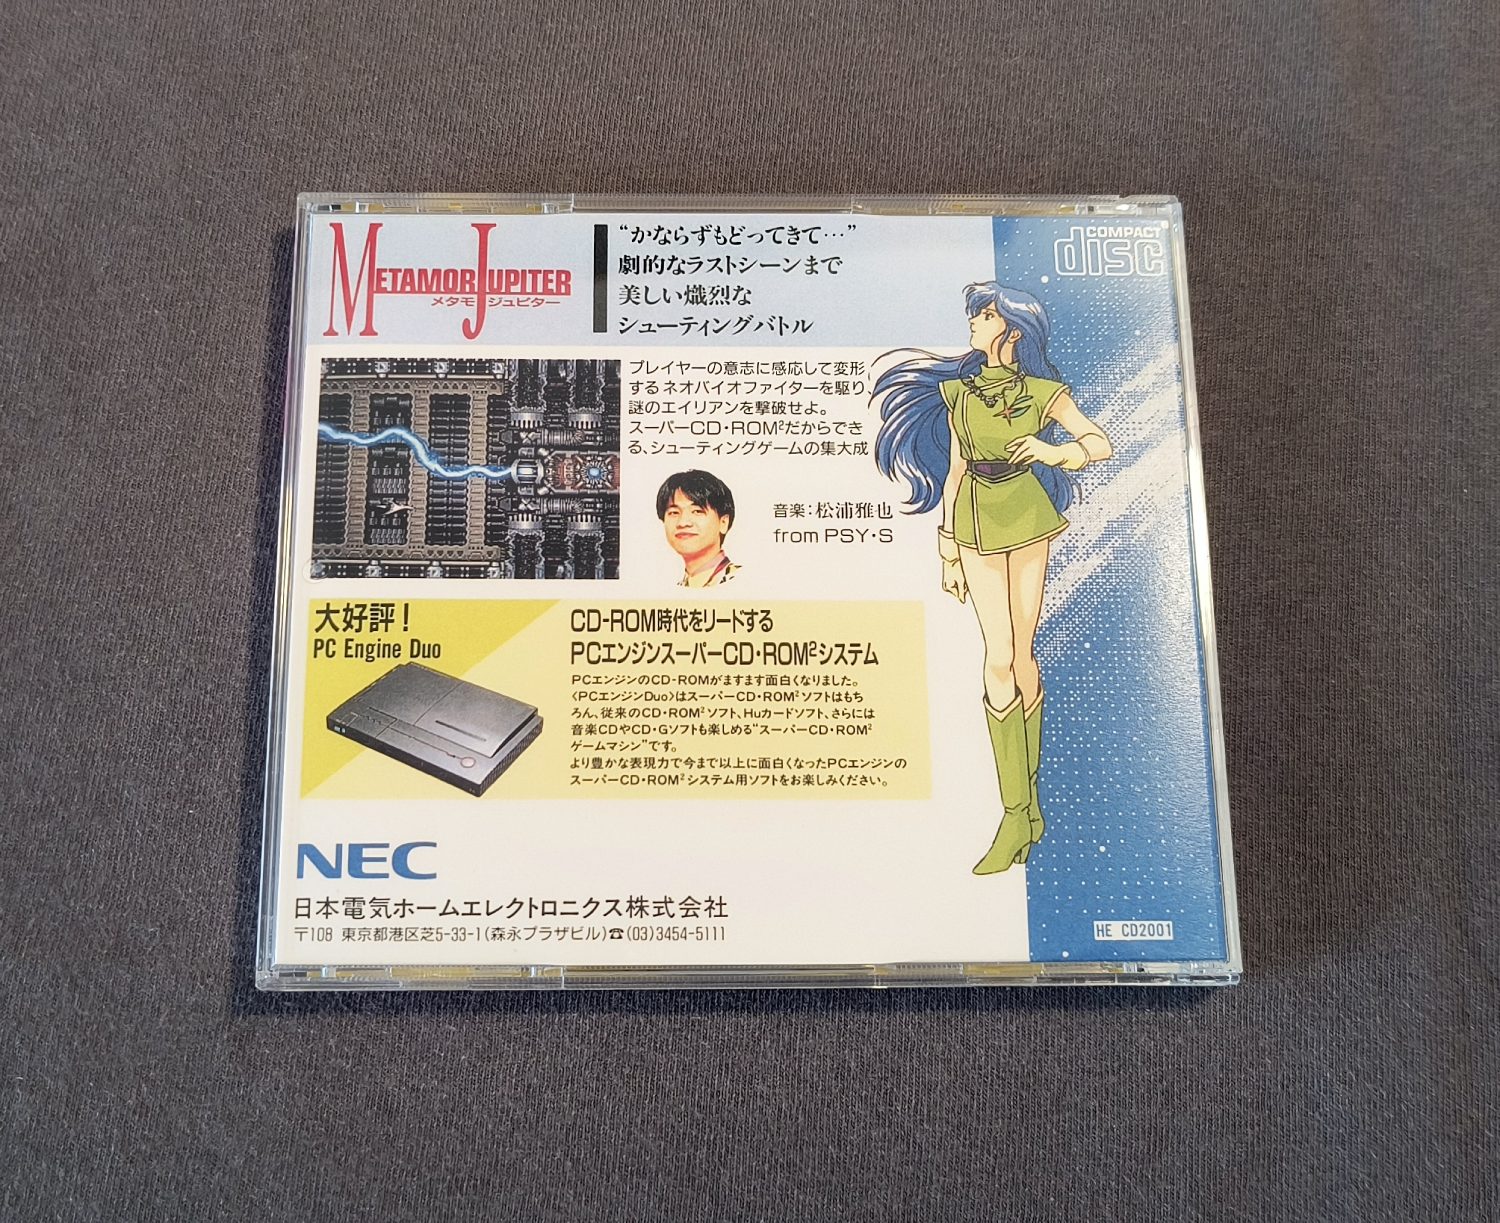 METAMOR JUPITER
メタモ ジュピター
“かならずもどってきて…”
劇的なラストシーンまで
美しい熾烈な
シューティングバトル
COMPACT
disc
プレイヤーの意志に感応して変形
するネオバイオファイターを駆り、
謎のエイリアンを撃破せよ。
スーパーCD・ROM²だからでき
る、シューティングゲームの集大成
音楽：松浦雅也
from PSY・S
大好評！
PC Engine Duo
CD-ROM時代をリードする
PCエンジンスーパーCD・ROM²システム
PCエンジンのCD-ROMがますます面白くなりました。
〈PCエンジンDuo〉はスーパーCD・ROM²ソフトはもち
ろん、従来のCD・ROM²ソフト、Huカードソフト、さらには
音楽CDやCD・Gソフトも楽しめる“スーパーCD・ROM²
ゲームマシン”です。
より豊かな表現力で今まで以上に面白くなったPCエンジンの
スーパーCD・ROM²システム用ソフトをお楽しみください。
NEC
日本電気ホームエレクトロニクス株式会社
〒108 東京都港区芝5-33-1(森永プラザビル)☎(03)3454-5111
HE CD2001